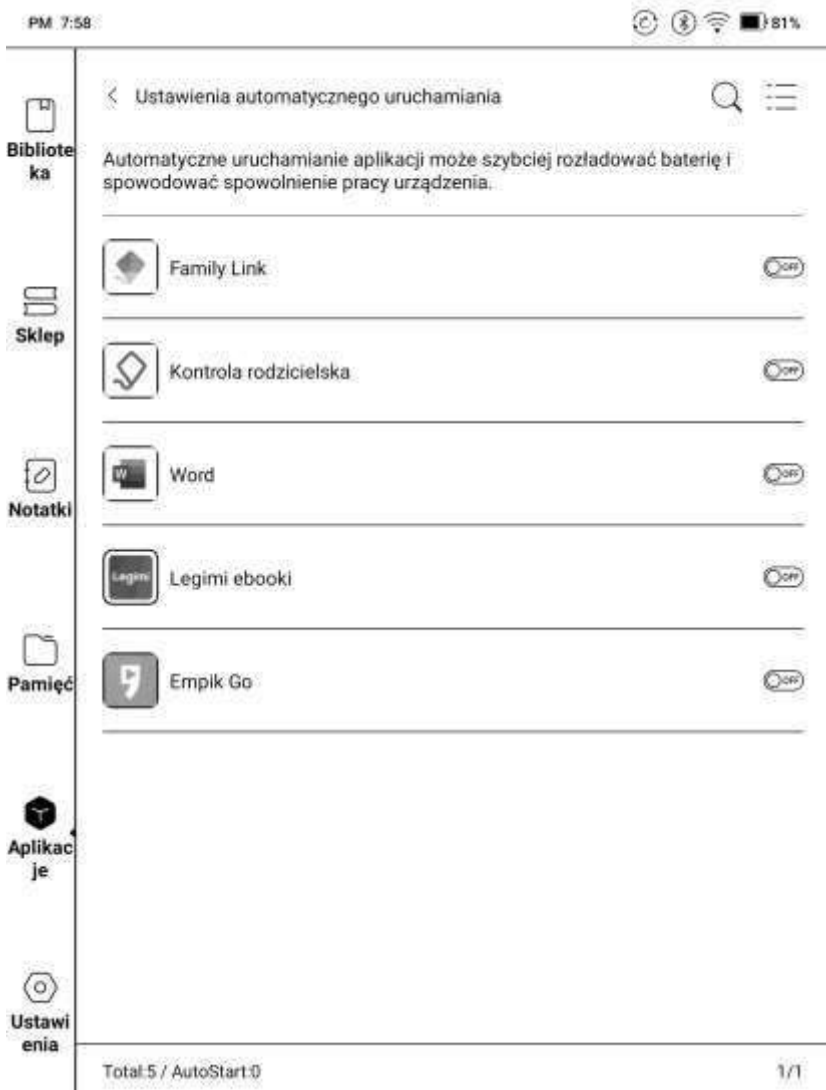 PM 7:58
81%
Bibliote
ka
Sklep
Notatki
Pamięć
Aplikac
je
Ustawi
enia
Ustawienia automatycznego uruchamiania
Automatyczne uruchamianie aplikacji może szybciej rozładować baterię i
spowodować spowolnienie pracy urządzenia.
Family Link
OFF
Kontrola rodzicielska
OFF
W
Word
OFF
Legimi
Legimi ebooki
OFF
Empik Go
OFF
Total:5 / AutoStart:0
1/1